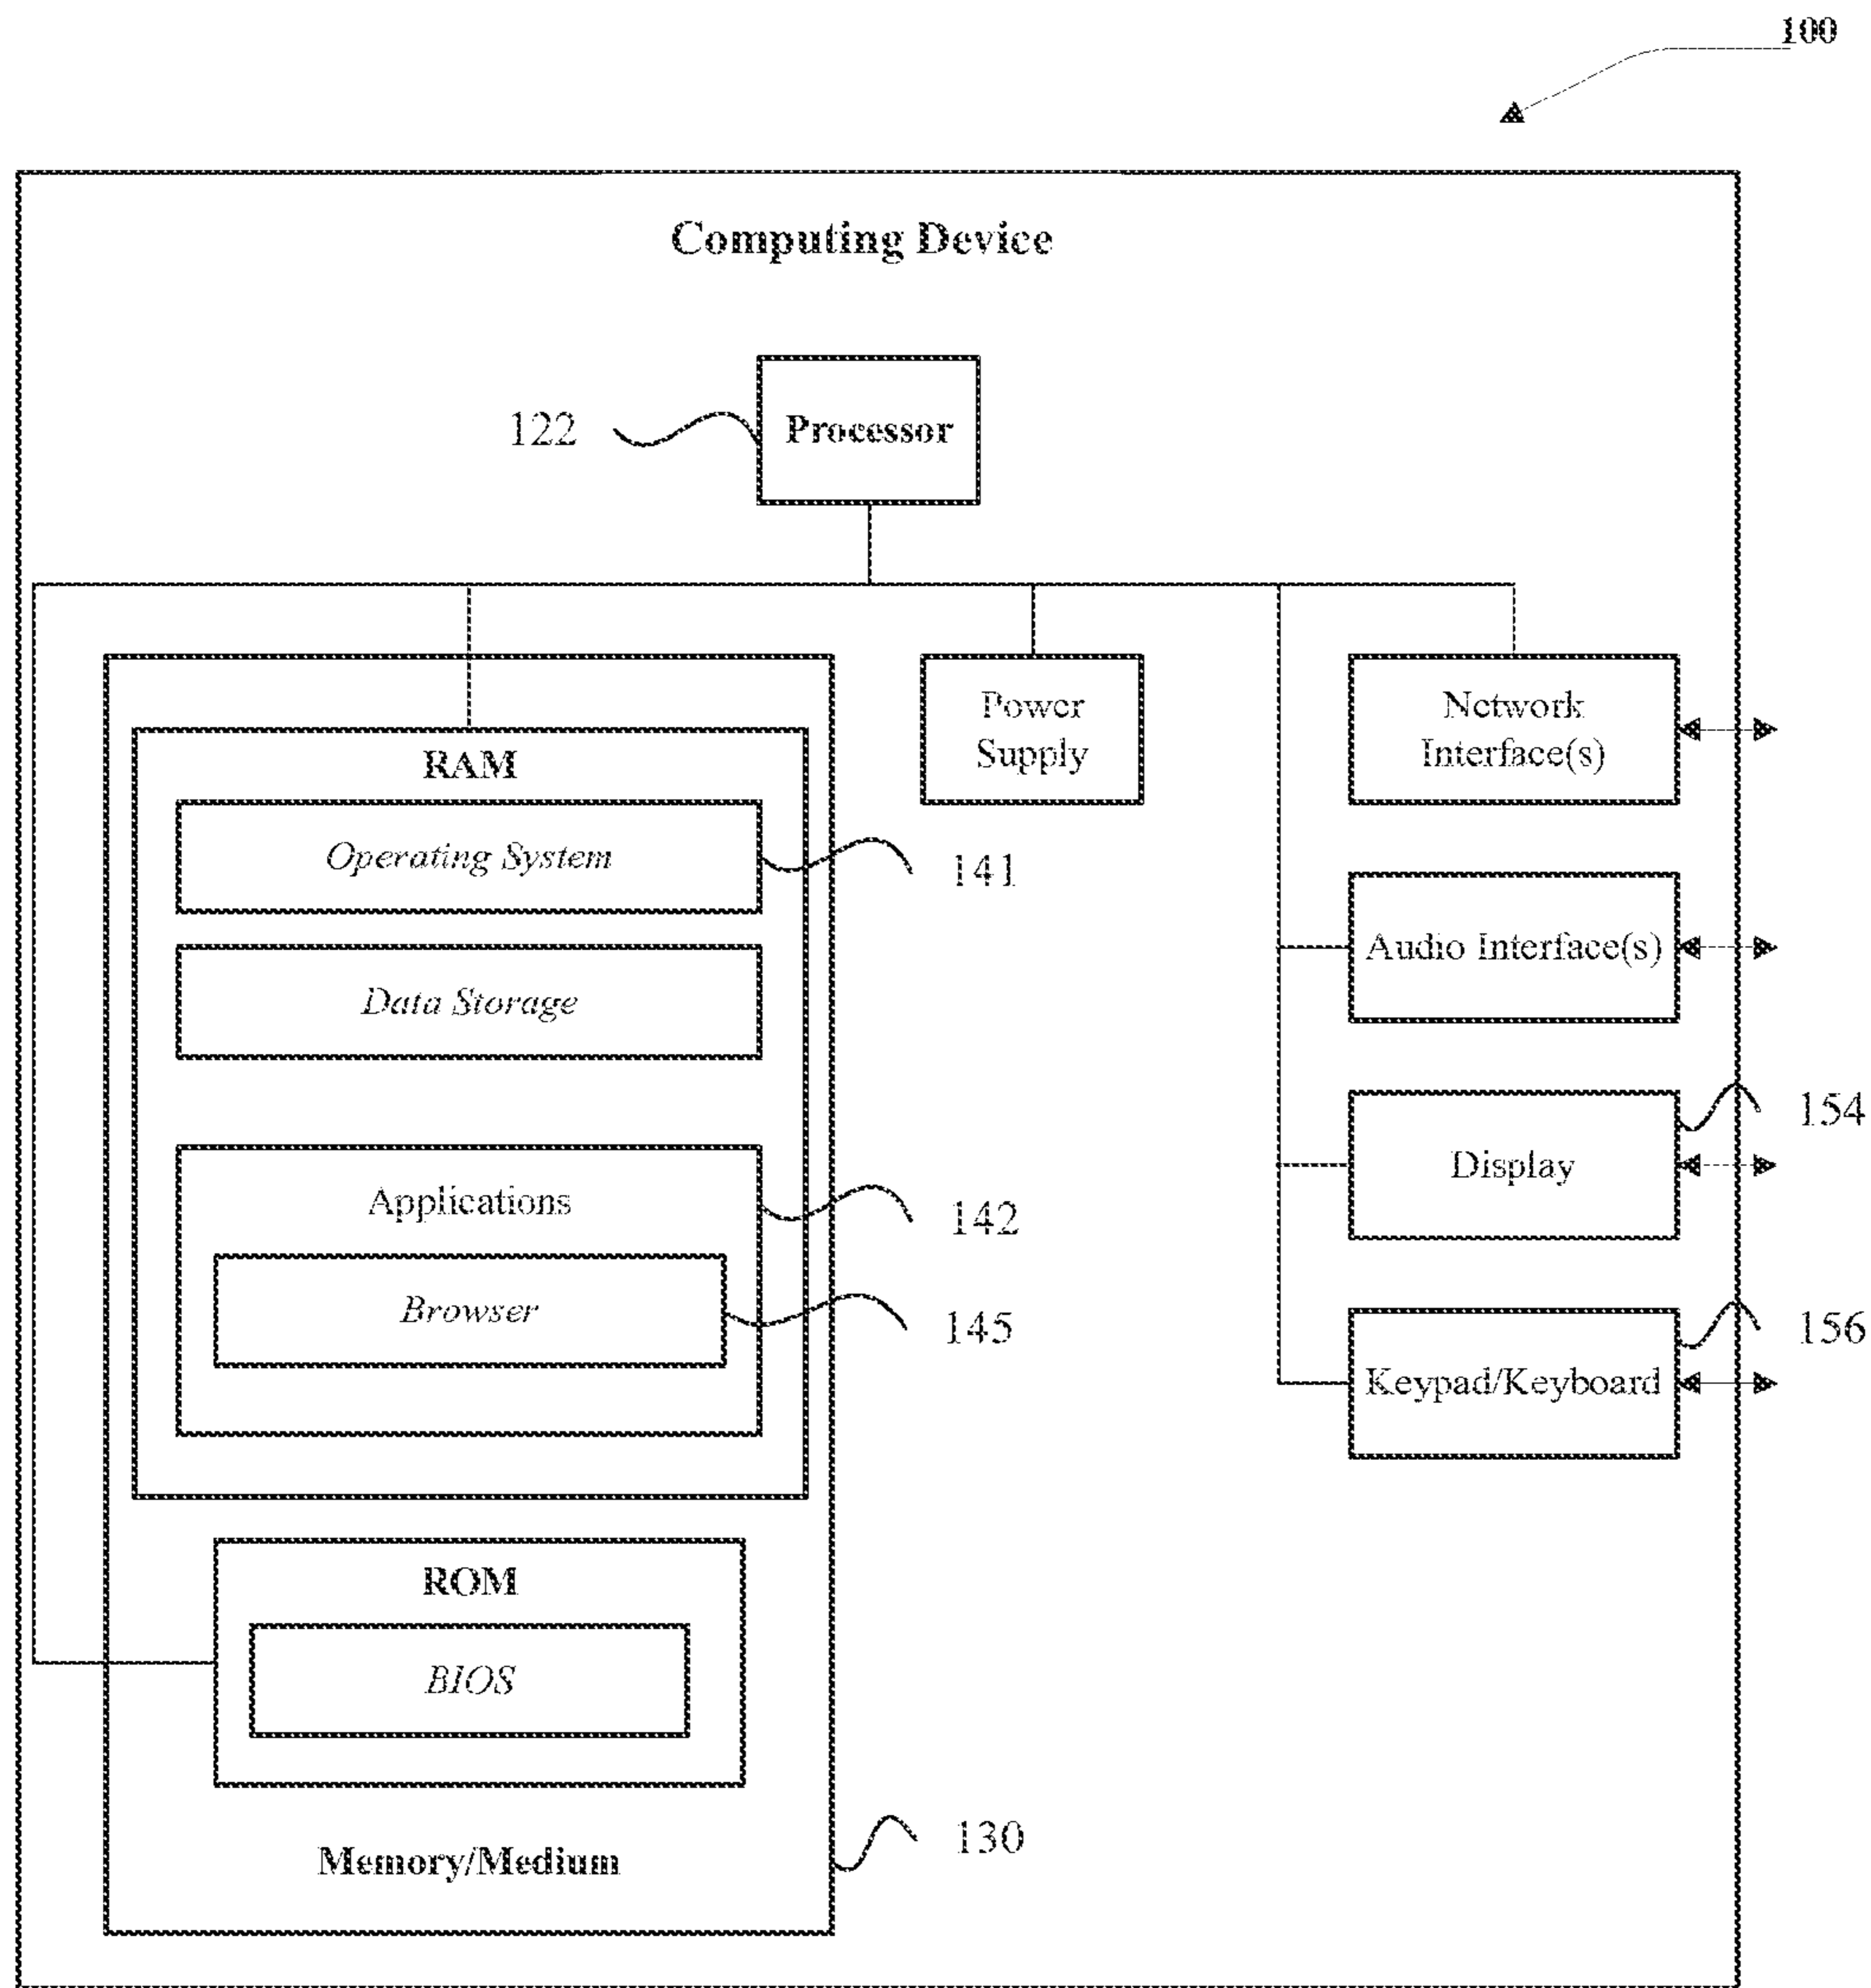 100
Computing Device
122
Processor
RAM
Operating System
141
Data Storage
Applications
142
Browser
145
ROM
BIOS
Memory/Medium
130
Power
Supply
Network
Interface(s)
Audio Interface(s)
154
Display
156
Keypad/Keyboard